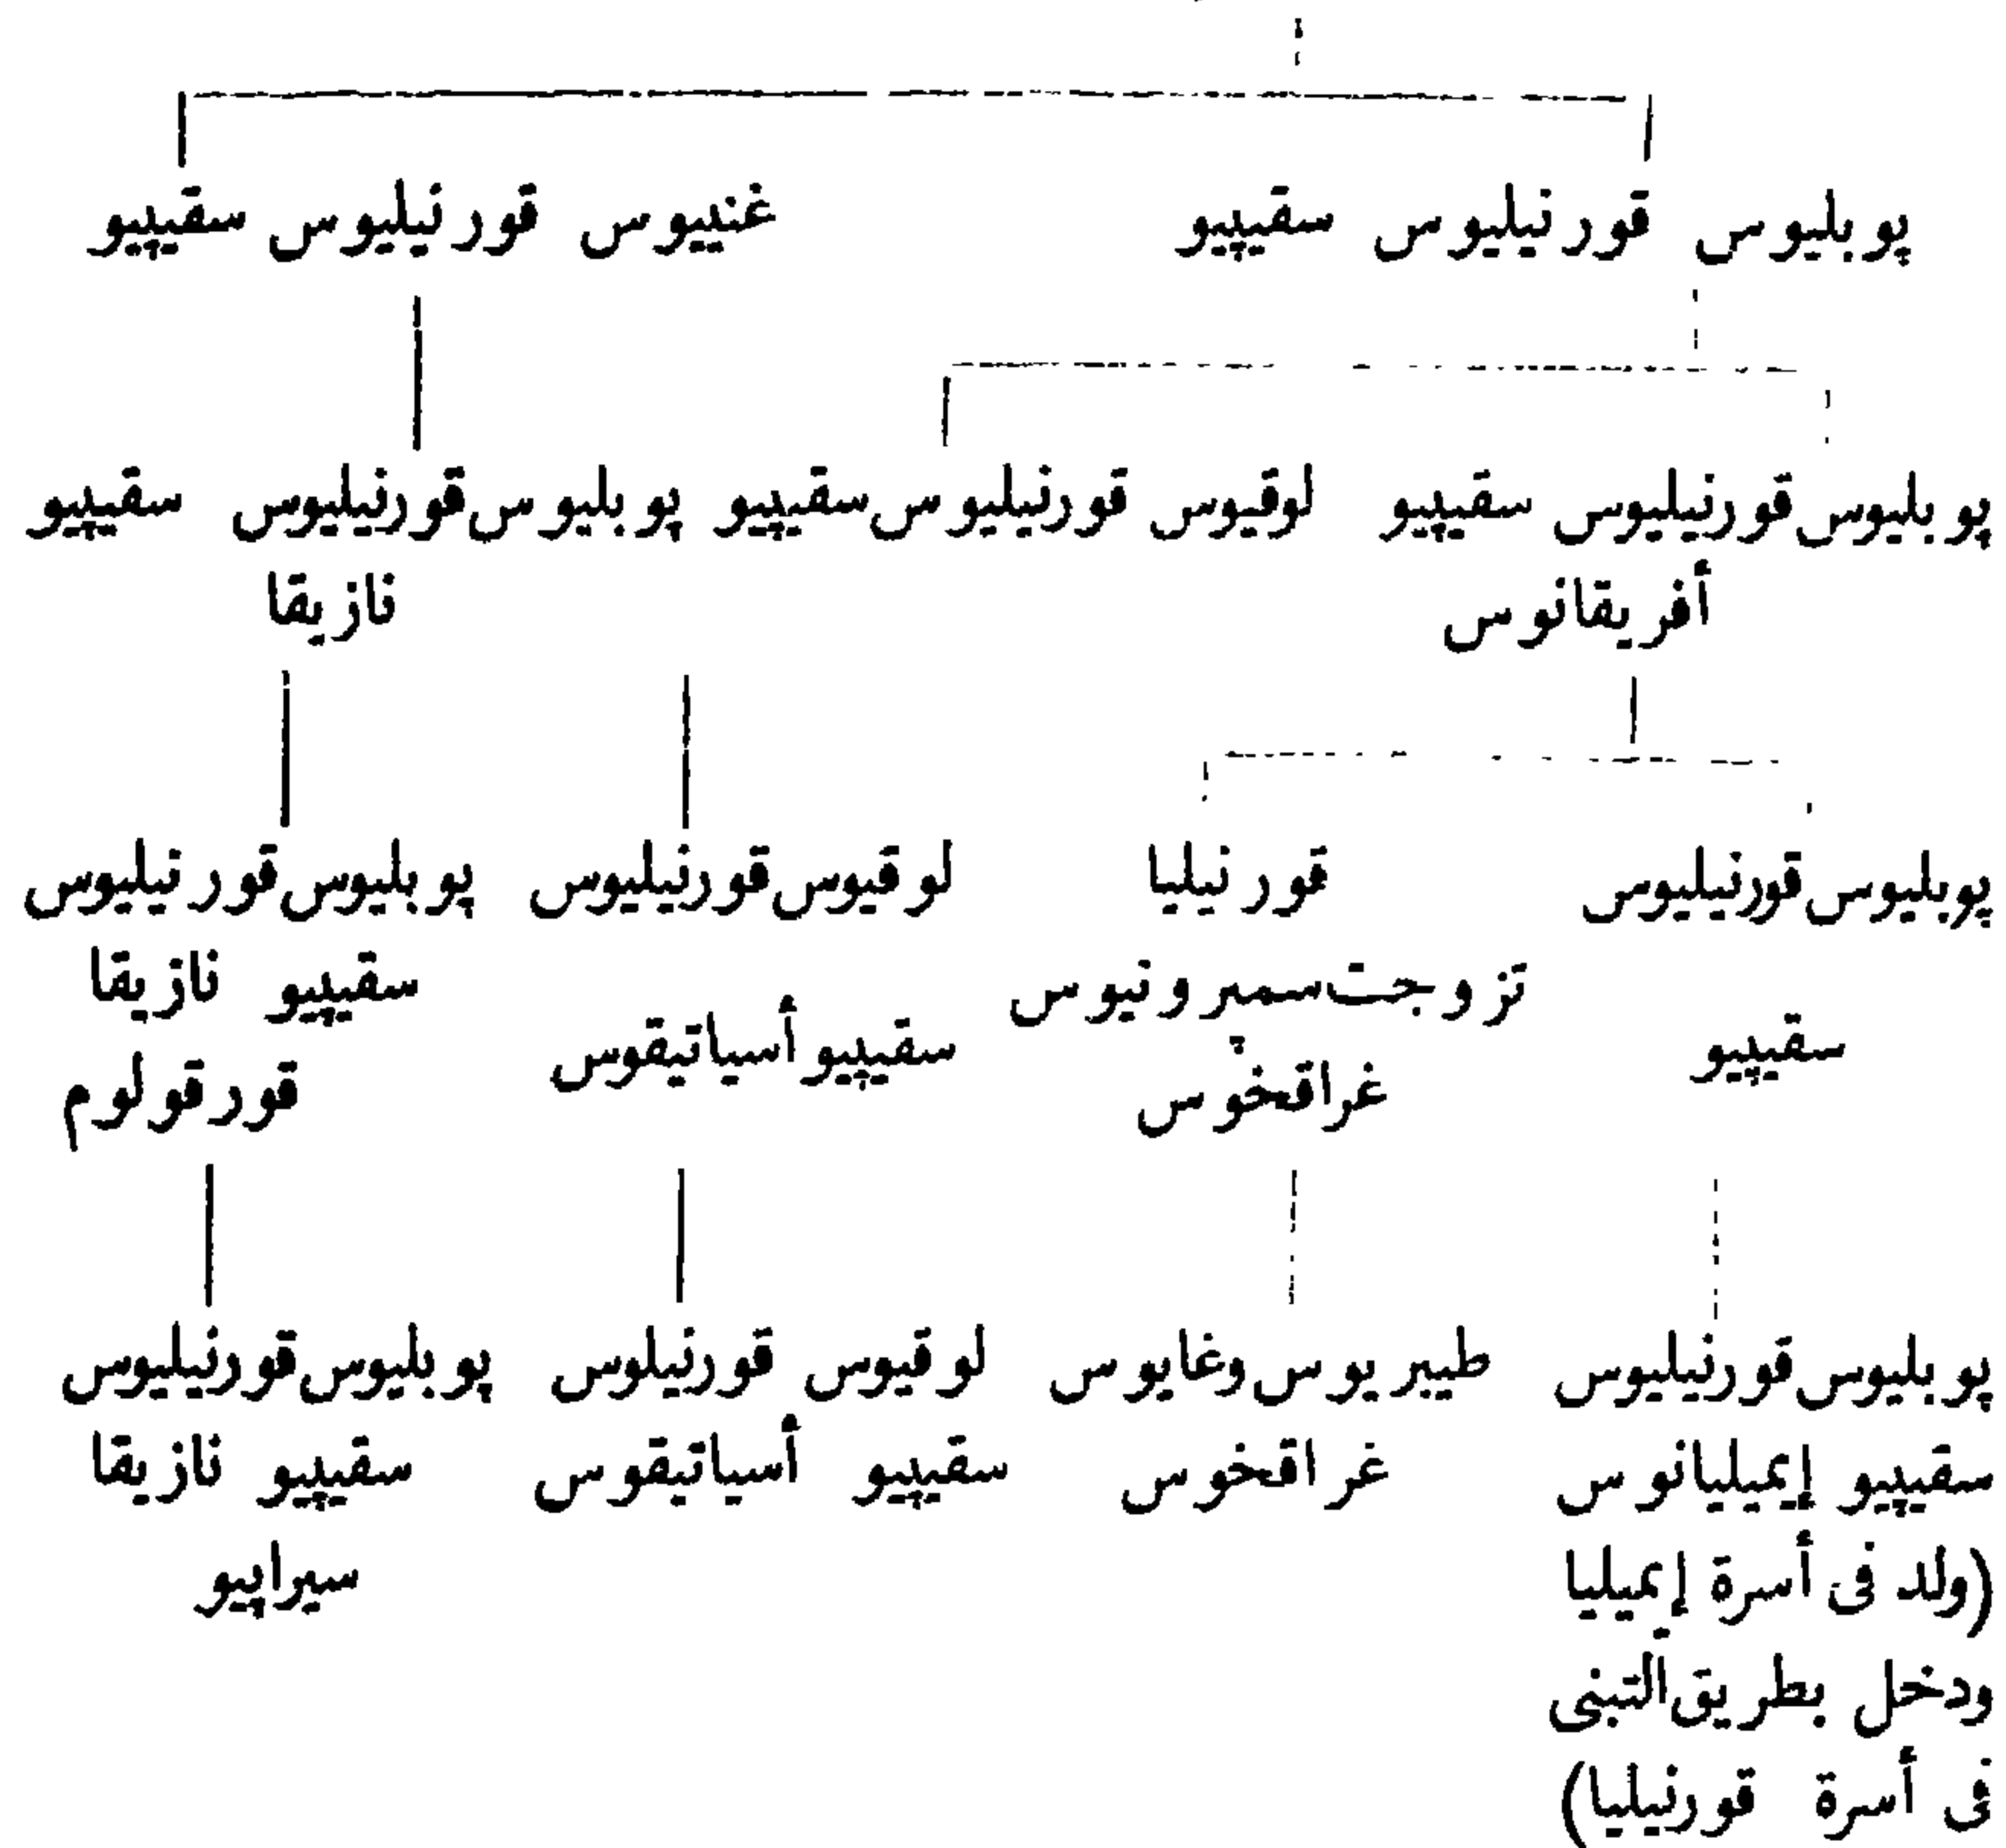 پوبليوس قورنيليوس سقيپيو غنييوس قورنيليوس سقيپيو
پوبليوس قورنيليوس سقيپيو لوقيوس قورنيليوس سقيپيو پوبليوس قورنيليوس سقيپيو
أفريقانوس نازيقا
پوبليوس قورنيليوس
سقيپيو
قورنيليا
تزوجت سمپرونيوس
غراقخوس
لوقيوس قورنيليوس
سقيپيو أسياتيقوس
پوبليوس قورنيليوس
سقيپيو نازيقا
قورقولوم
پوبليوس قورنيليوس
سقيپيو إيميليانوس
(ولد فى أسرة إيميليا
ودخل بطريق التبنى
فى أسرة قورنيليا)
طيبريوس وغايوس
غراقخوس
لوقيوس قورنيلوس
سقيپيو أسياتيقوس
پوبليوس قورنيليوس
سقيپيو نازيقا
سيراپيو